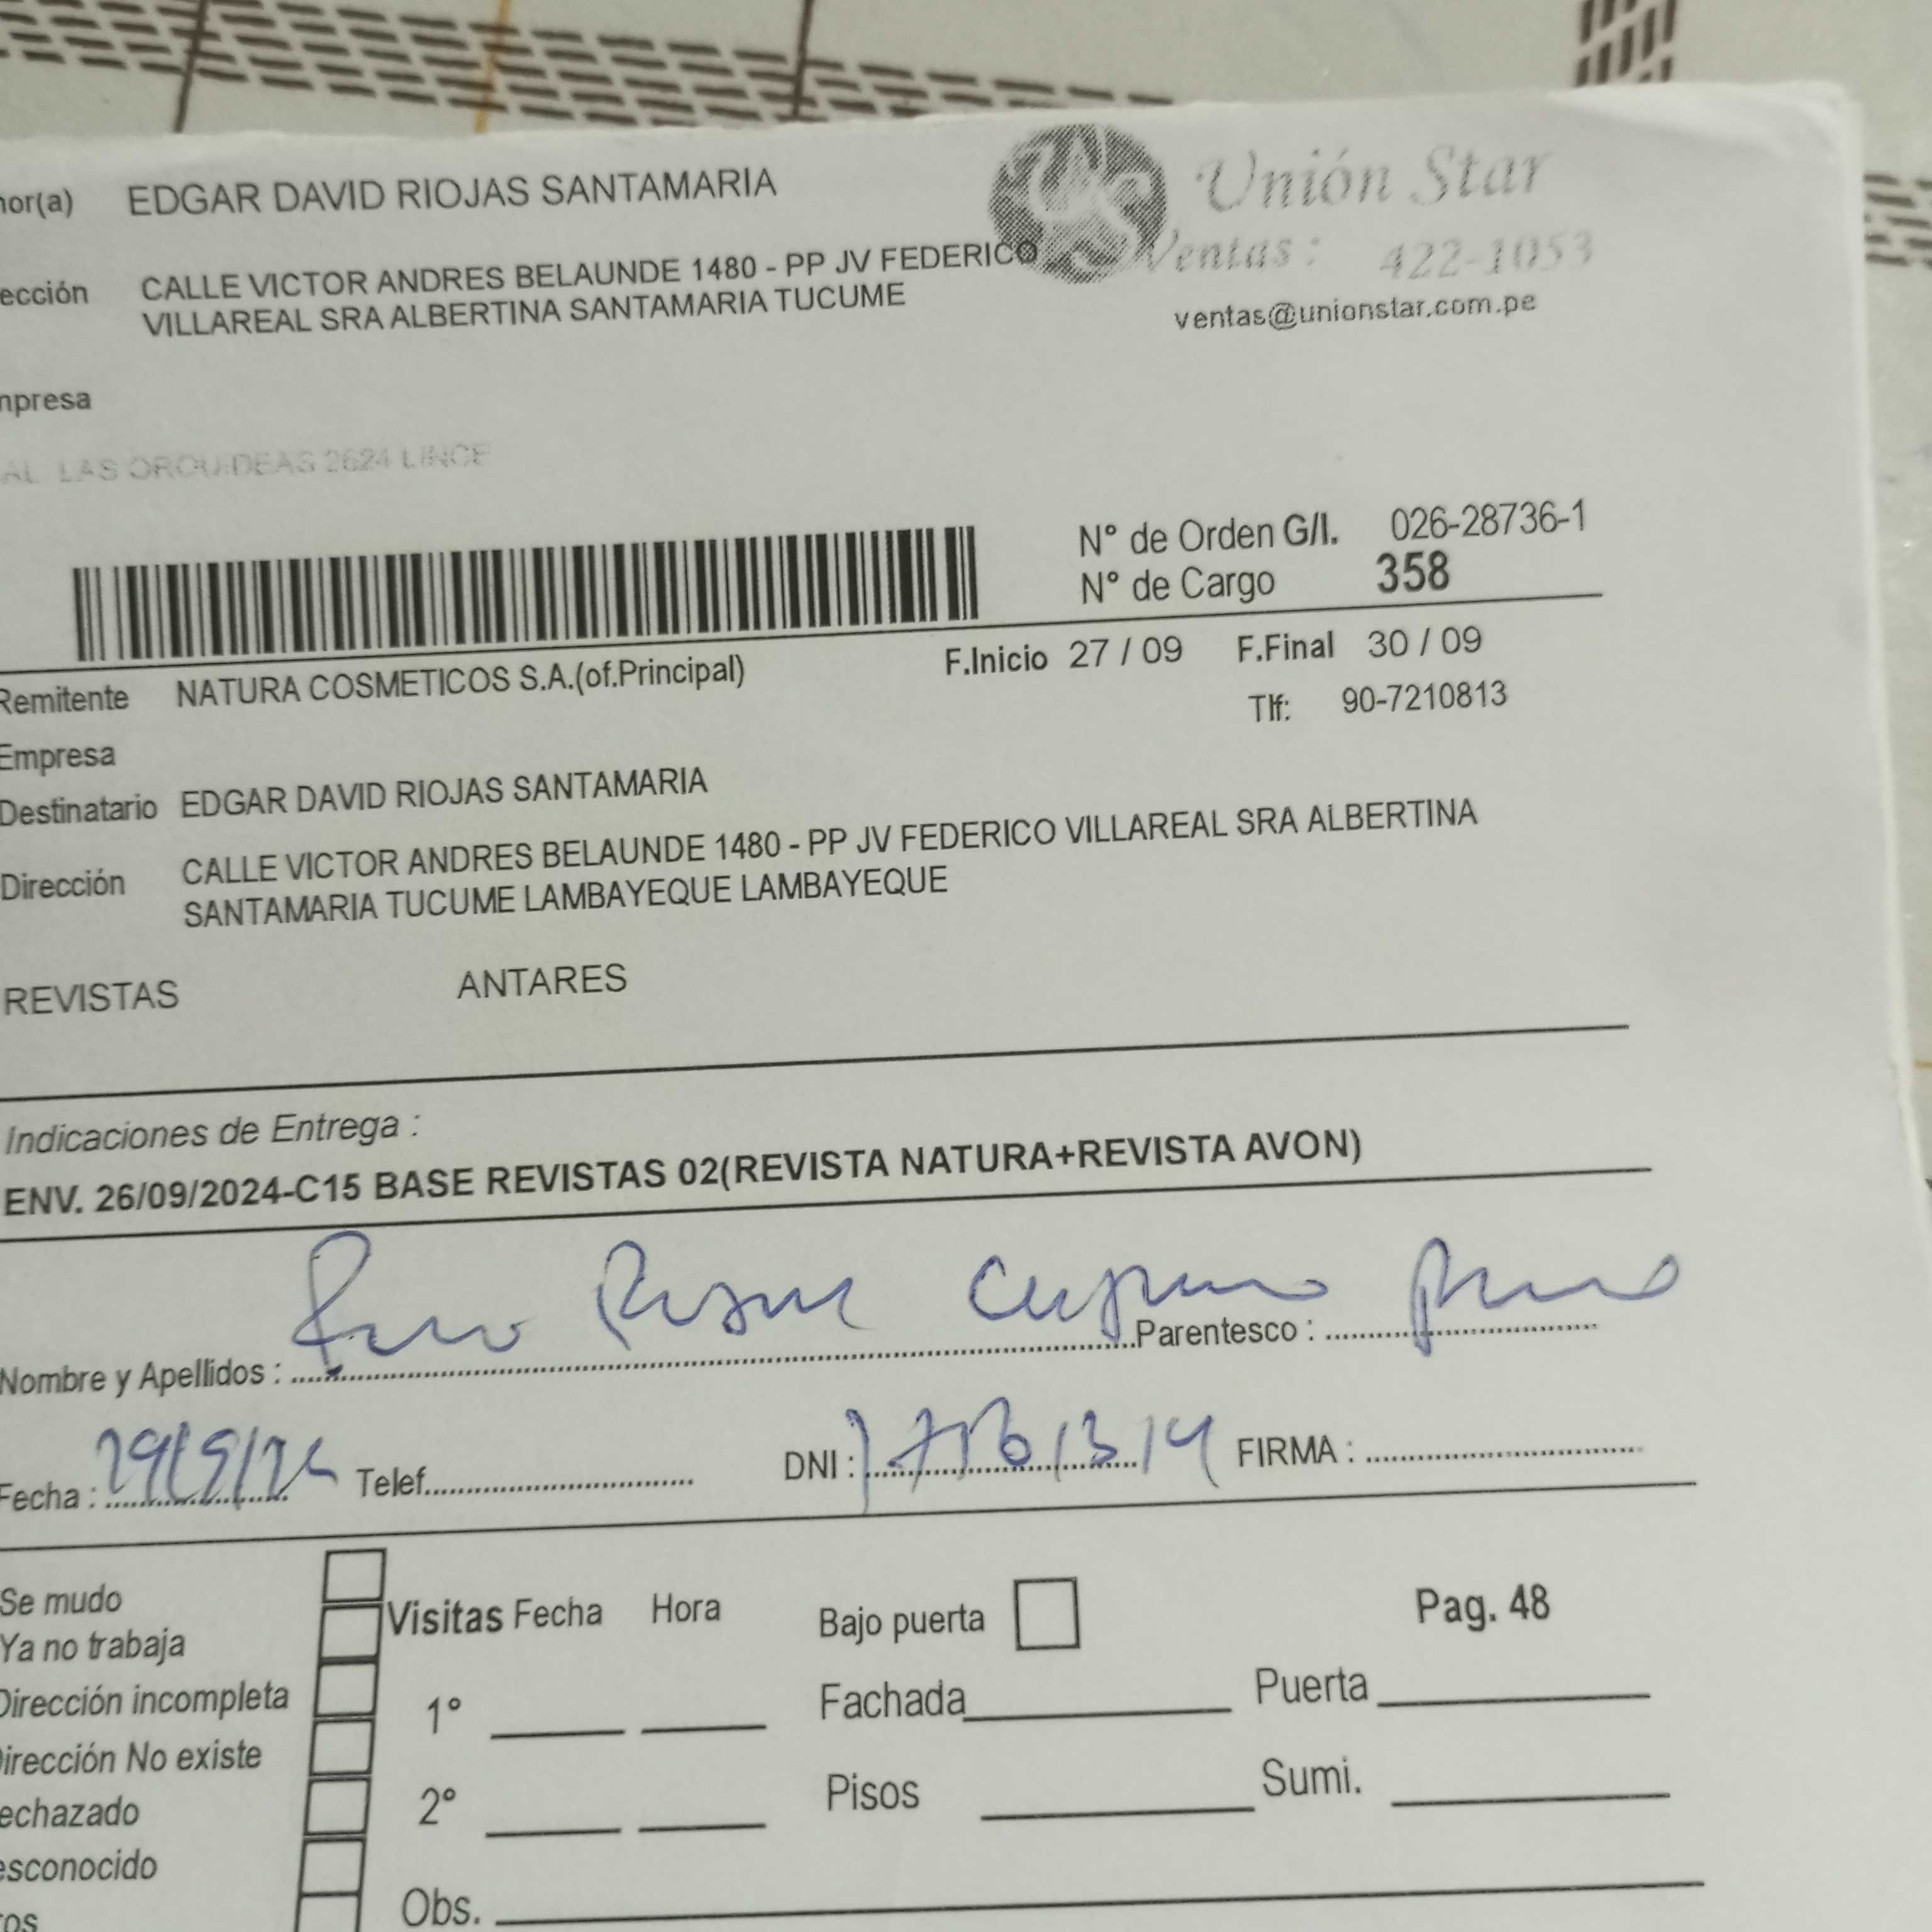 nor(a) EDGAR DAVID RIOJAS SANTAMARIA
Unión Star
Ventas: 422-1053
ventas@unionstar.com.pe
ección CALLE VICTOR ANDRES BELAUNDE 1480 - PP JV FEDERICO
VILLAREAL SRA ALBERTINA SANTAMARIA TUCUME
mpresa
AL. LAS ORQUIDEAS 2624 LINCE
N° de Orden G/I. 026-28736-1
N° de Cargo 358
Remitente NATURA COSMETICOS S.A.(of.Principal) F.Inicio 27 / 09 F.Final 30 / 09
Tlf: 90-7210813
Empresa
Destinatario EDGAR DAVID RIOJAS SANTAMARIA
Dirección CALLE VICTOR ANDRES BELAUNDE 1480 - PP JV FEDERICO VILLAREAL SRA ALBERTINA
SANTAMARIA TUCUME LAMBAYEQUE LAMBAYEQUE
REVISTAS ANTARES
Indicaciones de Entrega :
ENV. 26/09/2024-C15 BASE REVISTAS 02(REVISTA NATURA+REVISTA AVON)
Nombre y Apellidos : Parentesco :
Fecha : Telef. DNI : FIRMA :
Se mudo
Ya no trabaja
Dirección incompleta
irección No existe
echazado
esconocido
ros
Visitas Fecha Hora
1°
2°
Bajo puerta Pag. 48
Fachada Puerta
Pisos Sumi.
Obs.